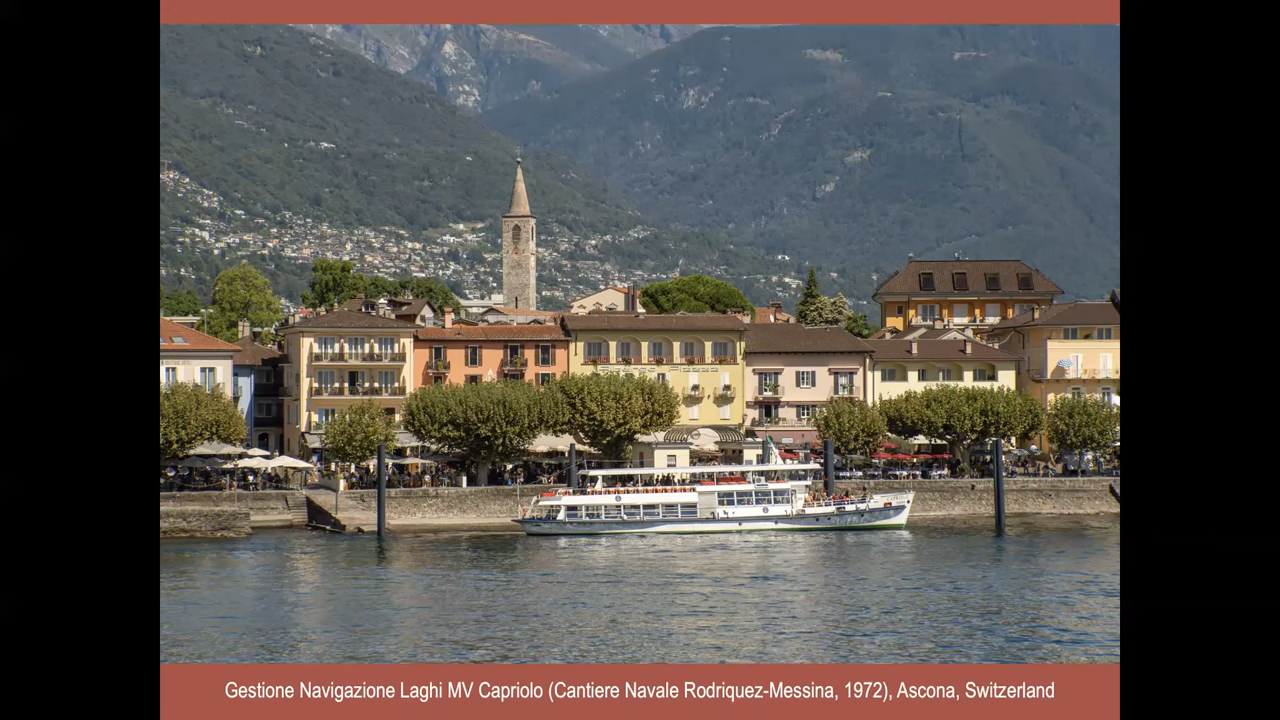 Gestione Navigazione Laghi MV Capriolo (Cantiere Navale Rodriquez-Messina, 1972), Ascona, Switzerland